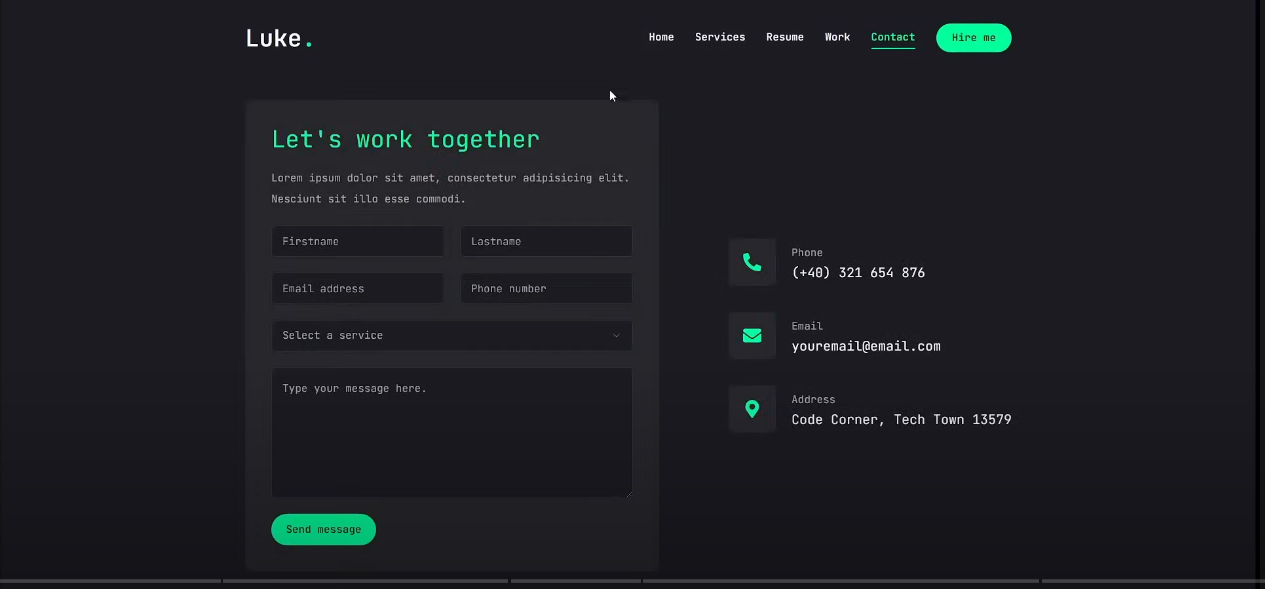 Luke.
Home Services Resume Work Contact Hire me
Let's work together
Lorem ipsum dolor sit amet, consectetur adipisicing elit.
Nesciunt sit illo esse commodi.
Firstname Lastname
Email address Phone number
Select a service
Type your message here.
Send message
Phone
(+40) 321 654 876
Email
youremail@email.com
Address
Code Corner, Tech Town 13579